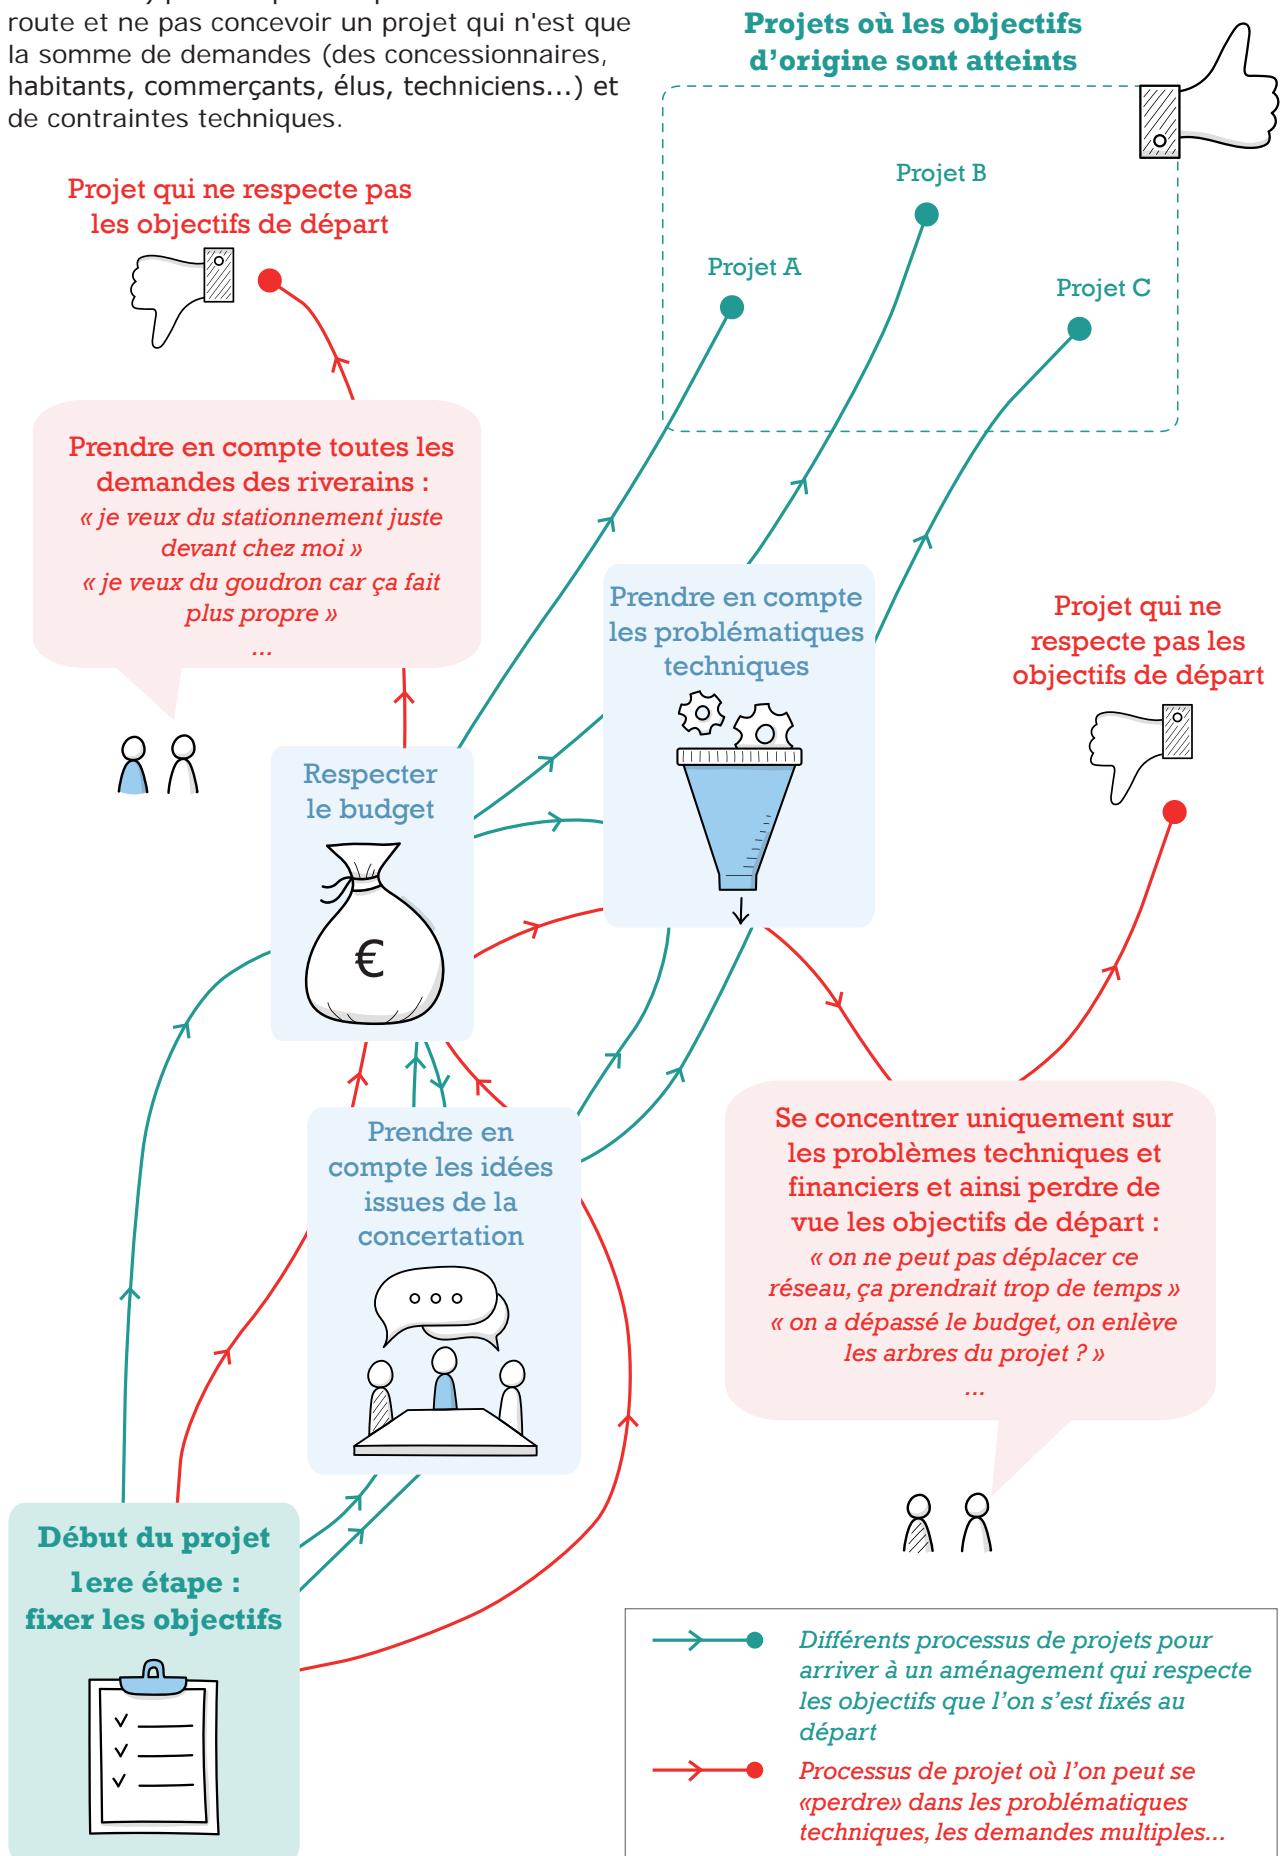 route et ne pas concevoir un projet qui n'est que
la somme de demandes (des concessionnaires,
habitants, commerçants, élus, techniciens...) et
de contraintes techniques.
Projets où les objectifs
d’origine sont atteints
Projet B
Projet A
Projet C
Projet qui ne respecte pas
les objectifs de départ
Prendre en compte toutes les
demandes des riverains :
« je veux du stationnement juste
devant chez moi »
« je veux du goudron car ça fait
plus propre »
...
Prendre en compte
les problématiques
techniques
Projet qui ne
respecte pas les
objectifs de départ
Respecter
le budget
€
Prendre en
compte les idées
issues de la
concertation
Se concentrer uniquement sur
les problèmes techniques et
financiers et ainsi perdre de
vue les objectifs de départ :
« on ne peut pas déplacer ce
réseau, ça prendrait trop de temps »
« on a dépassé le budget, on enlève
les arbres du projet ? »
...
Début du projet
1ere étape :
fixer les objectifs
Différents processus de projets pour
arriver à un aménagement qui respecte
les objectifs que l’on s’est fixés au
départ
Processus de projet où l’on peut se
«perdre» dans les problématiques
techniques, les demandes multiples...